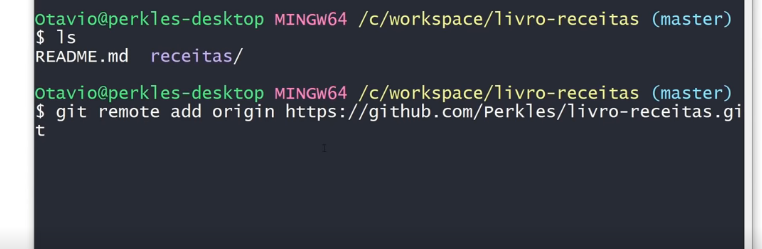 Otavio@perkles-desktop MINGW64 /c/workspace/livro-receitas (master)
$ ls
README.md  receitas/
Otavio@perkles-desktop MINGW64 /c/workspace/livro-receitas (master)
$ git remote add origin https://github.com/Perkles/livro-receitas.gi
t